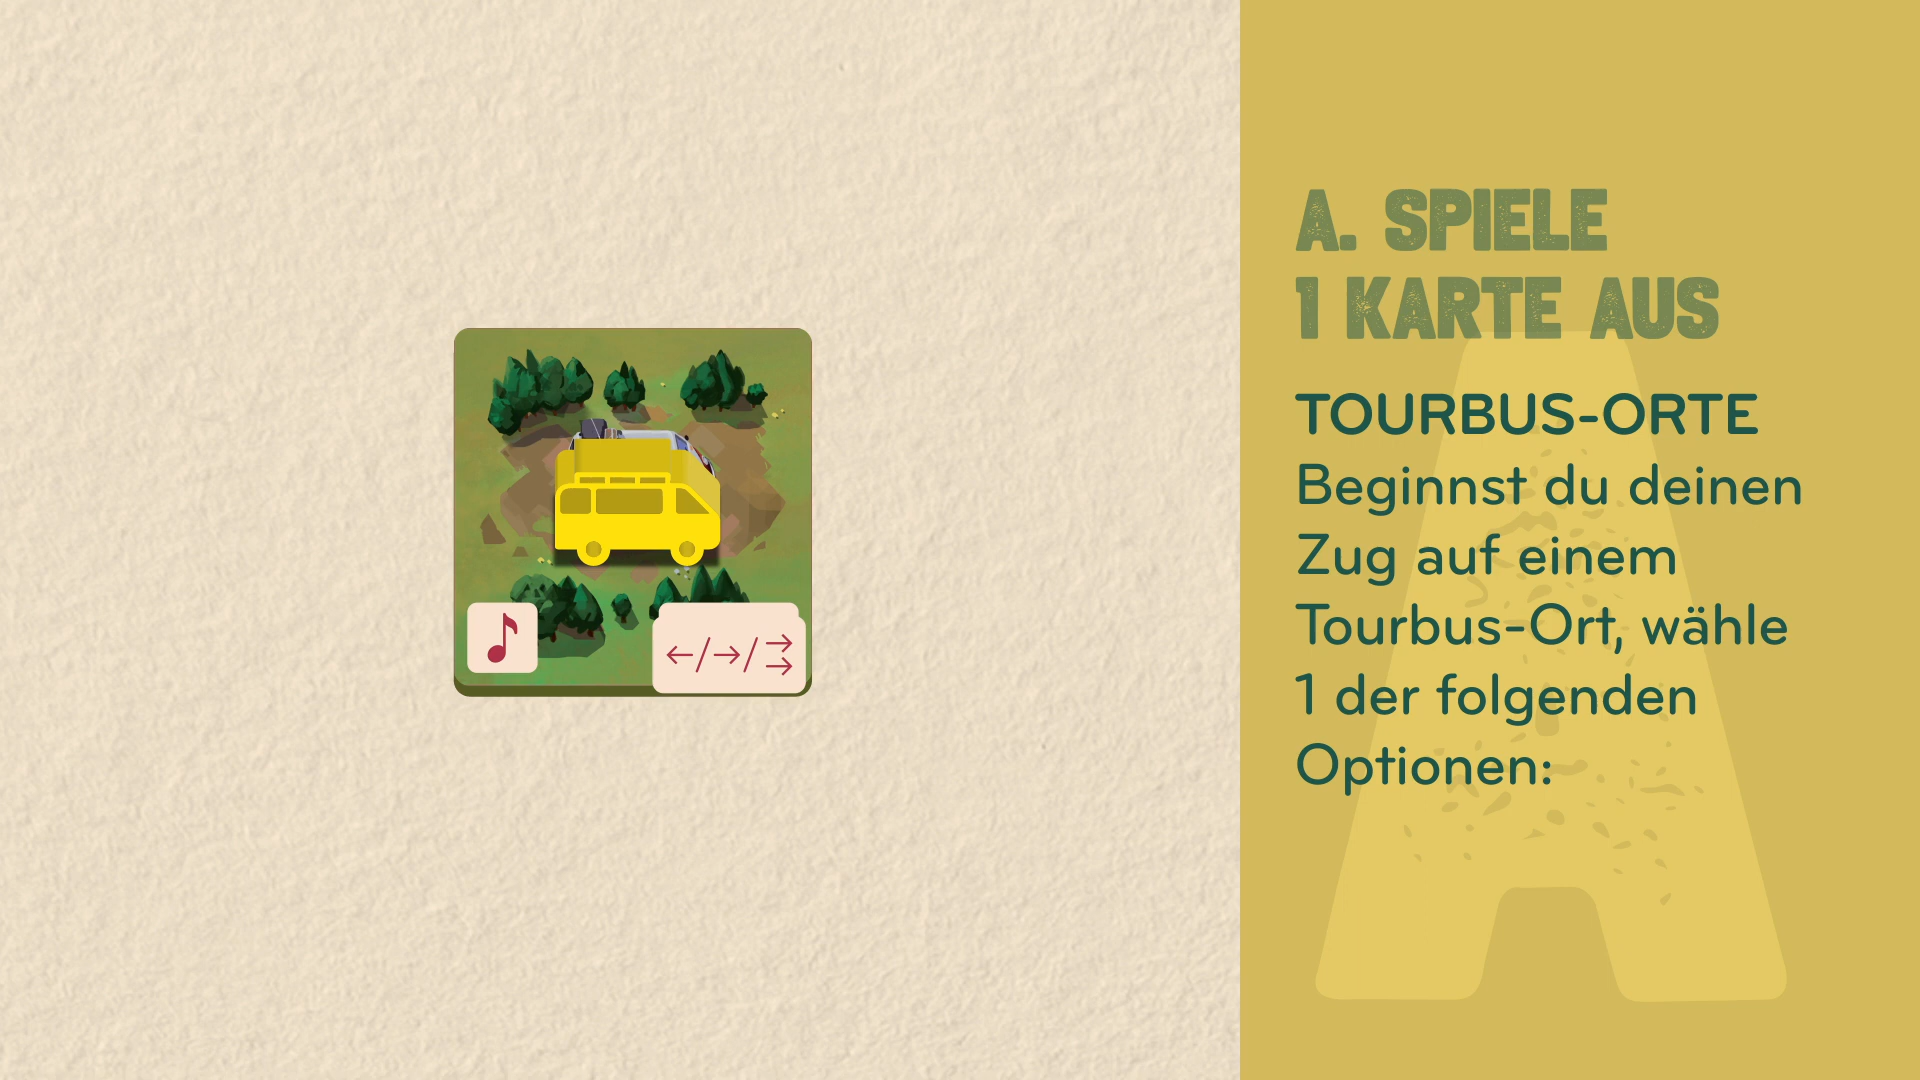 A. SPIELE
1 KARTE AUS
TOURBUS-ORTE
Beginnst du deinen
Zug auf einem
Tourbus-Ort, wähle
1 der folgenden
Optionen:
←/→/⇉